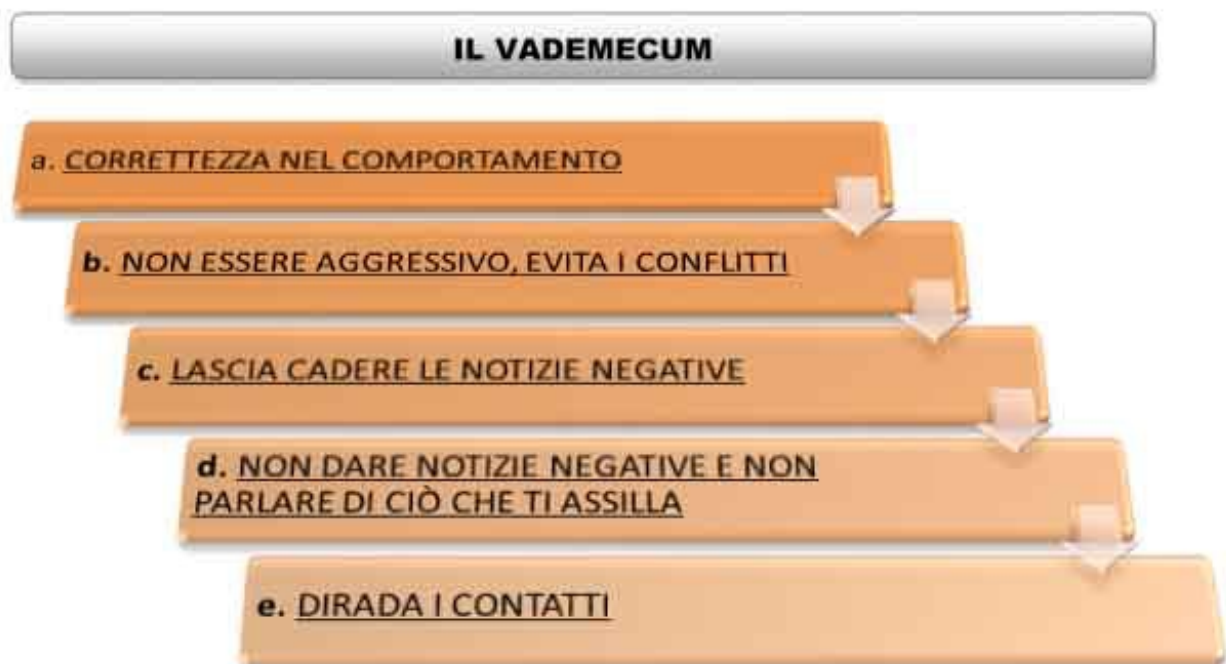 IL VADEMECUM
a. CORRETTEZZA NEL COMPORTAMENTO
b. NON ESSERE AGGRESSIVO, EVITA I CONFLITTI
c. LASCIA CADERE LE NOTIZIE NEGATIVE
d. NON DARE NOTIZIE NEGATIVE E NON
PARLARE DI CIÒ CHE TI ASSILLA
e. DIRADA I CONTATTI